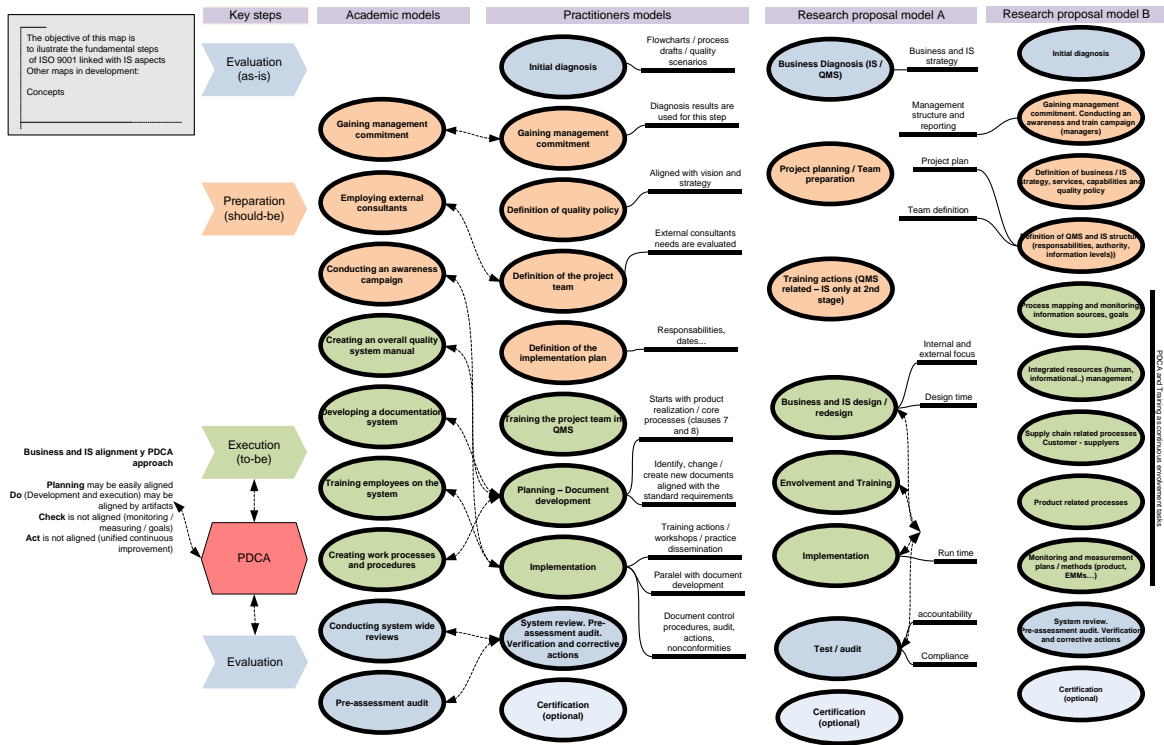 Key steps
Academic models
Practitioners models
Research proposal model A
Research proposal model B
The objective of this map is
to ilustrate the fundamental steps
of ISO 9001 linked with IS aspects
Other maps in development:
Concepts
Evaluation
(as-is)
Preparation
(should-be)
Execution
(to-be)
PDCA
Evaluation
Business and IS alignment y PDCA
approach
Planning may be easily aligned
Do (Development and execution) may be
aligned by artifacts
Check is not aligned (monitoring /
measuring / goals)
Act is not aligned (unified continuous
improvement)
Gaining management
commitment
Employing external
consultants
Conducting an awareness
campaign
Creating an overall quality
system manual
Developing a documentation
system
Training employees on the
system
Creating work processes
and procedures
Conducting system wide
reviews
Pre-assessment audit
Initial diagnosis
Gaining management
commitment
Definition of quality policy
Definition of the project
team
Definition of the
implementation plan
Training the project team in
QMS
Planning – Document
development
Implementation
System review. Pre-
assessment audit.
Verification and corrective
actions
Certification
(optional)
Flowcharts / process
drafts / quality
scenarios
Diagnosis results are
used for this step
Aligned with vision and
strategy
External consultants
needs are evaluated
Responsabilities,
dates...
Starts with product
realization / core
processes (clauses 7
and 8)
Identify, change /
create new documents
aligned with the
standard requirements
Training actions /
workshops / practice
dissemination
Paralel with document
development
Document control
procedures, audit,
actions,
nonconformities
Business Diagnosis (IS /
QMS)
Project planning / Team
preparation
Training actions (QMS
related – IS only at 2nd
stage)
Business and IS design /
redesign
Envolvement and Training
Implementation
Test / audit
Certification
(optional)
Business and IS
strategy
Management
structure and
reporting
Project plan
Team definition
Internal and
external focus
Design time
Run time
accountability
Compliance
Initial diagnosis
Gaining management
commitment. Conducting an
awareness and train campaign
(managers)
Definition of business / IS
strategy, services, capabilities and
quality policy
Definition of QMS and IS structure
(responsabilities, authority,
information levels))
Process mapping and monitoring,
information sources, goals
Integrated resources (human,
informational..) management
Supply chain related processes
Customer - supplyers
Product related processes
Monitoring and measurement
plans / methods (product,
EMMs...)
System review.
Pre-assessment audit. Verification
and corrective actions
Certification
(optional)
PDCA and Training as continuous envolvement tasks